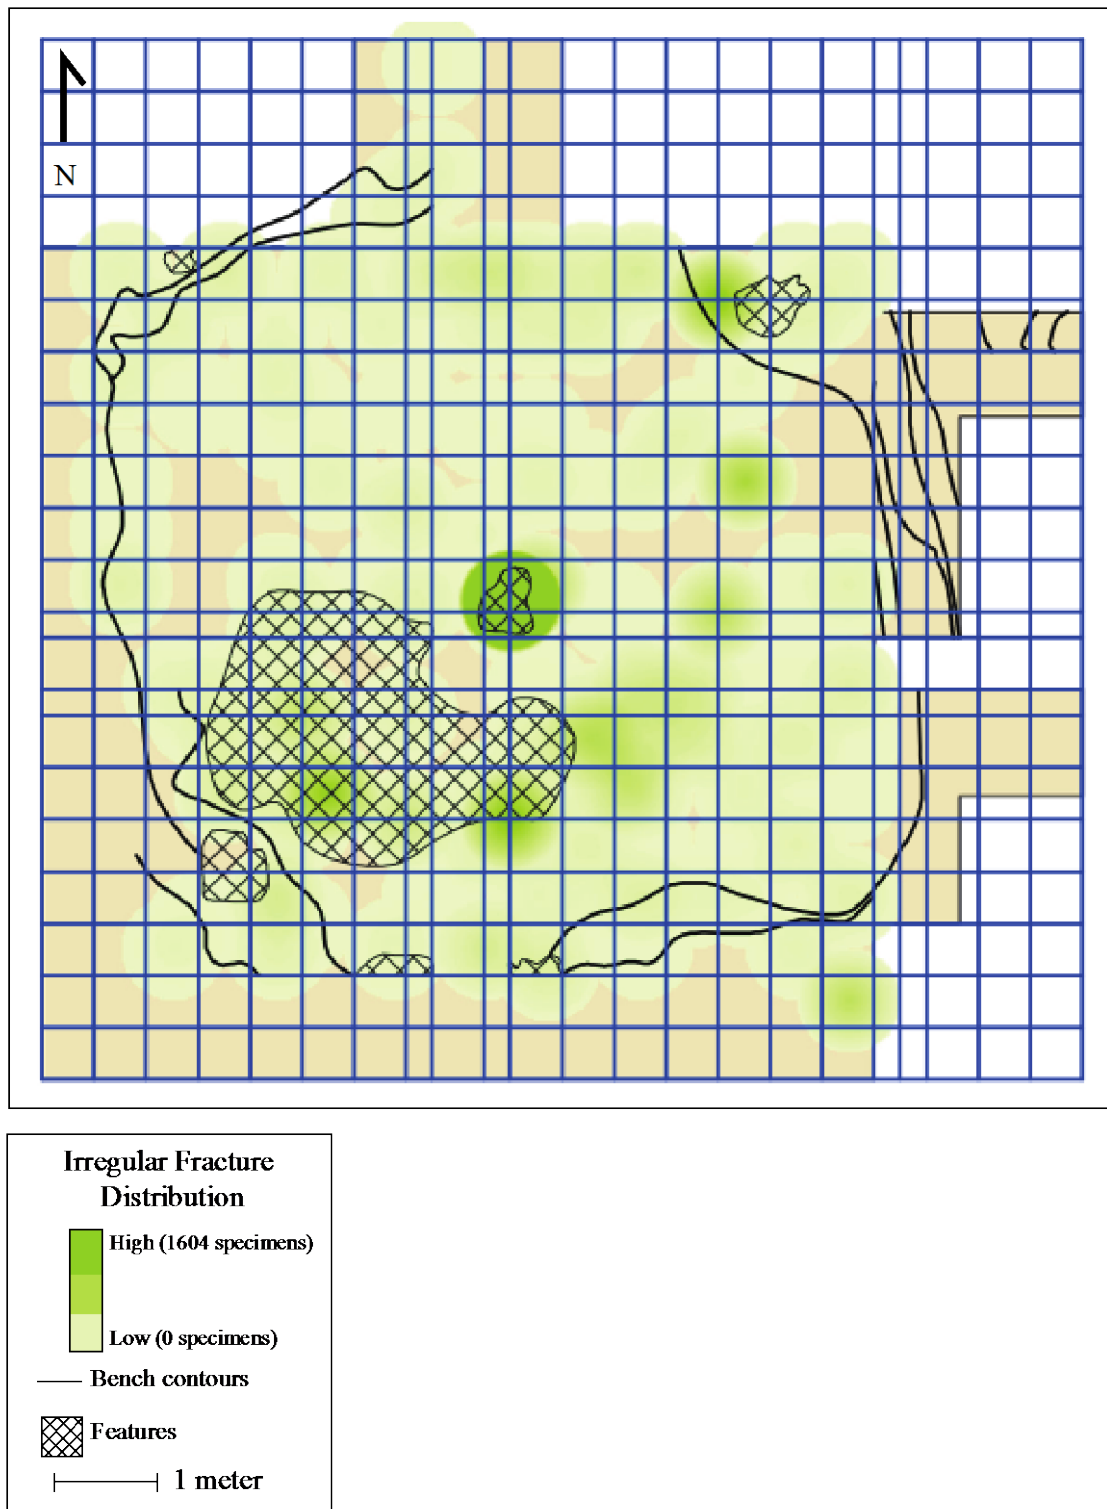 N
Irregular Fracture
Distribution
High (1604 specimens)
Low (0 specimens)
Bench contours
Features
1 meter